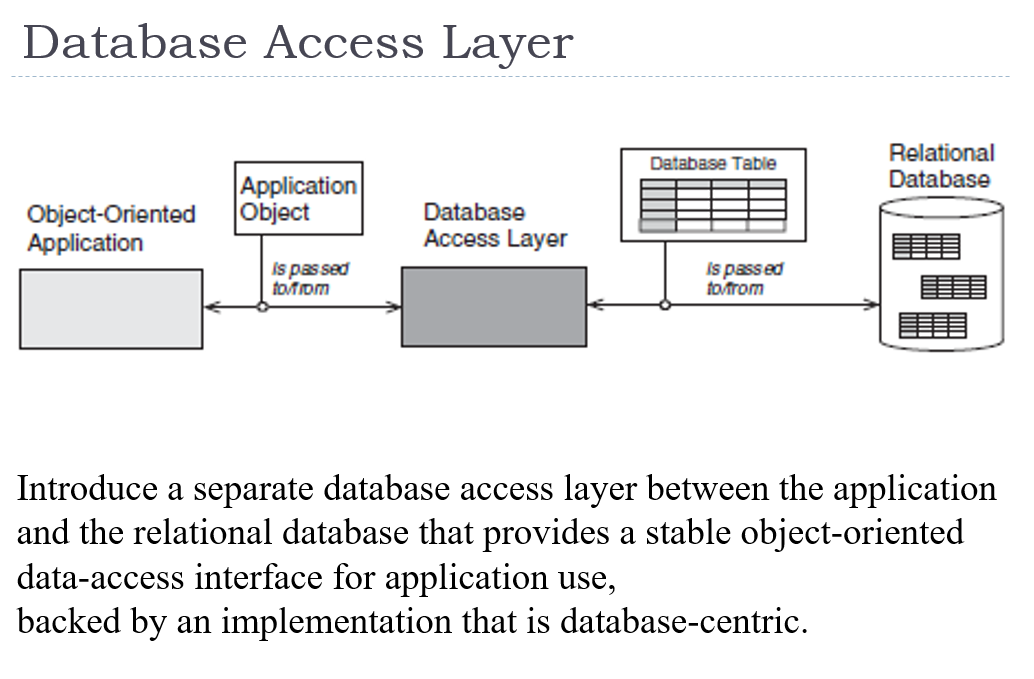 Database Access Layer
Object-Oriented
Application
Application
Object
is passed
to/from
Database
Access Layer
Database Table
is passed
to/from
Relational
Database
Introduce a separate database access layer between the application
and the relational database that provides a stable object-oriented
data-access interface for application use,
backed by an implementation that is database-centric.